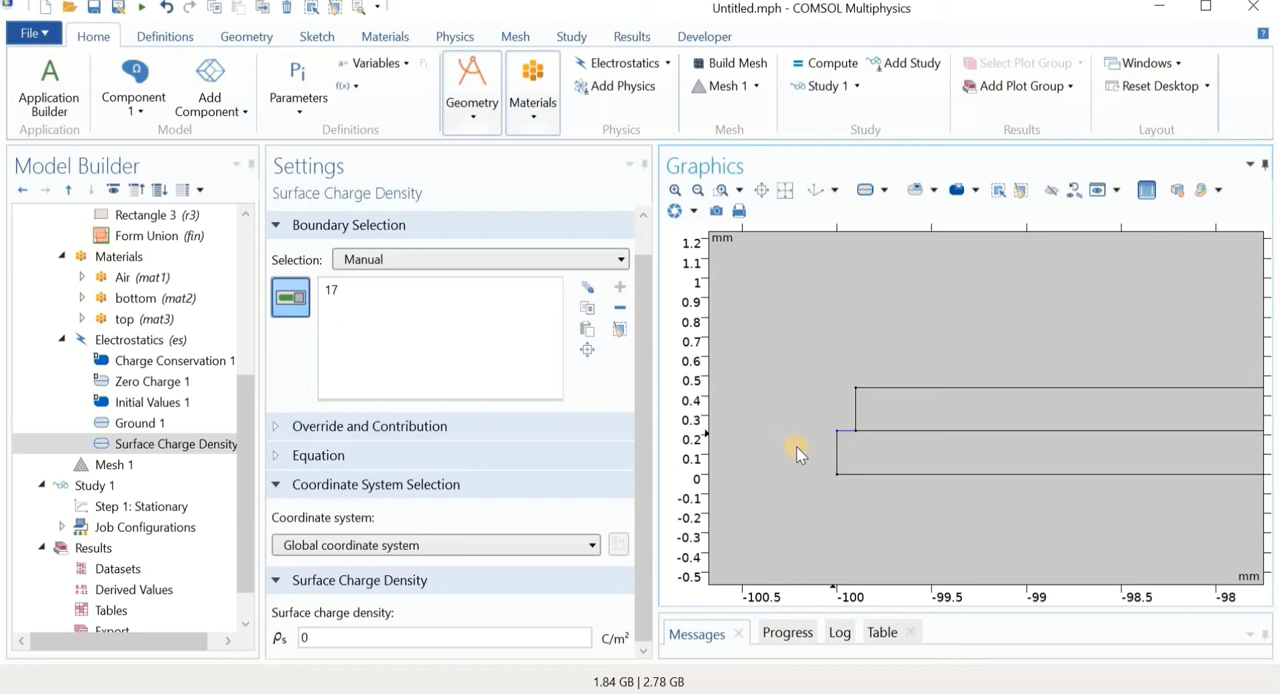 Untitled.mph - COMSOL Multiphysics
File
Home
Definitions
Geometry
Sketch
Materials
Physics
Mesh
Study
Results
Developer
Application
Builder
Application
Component
1
Add
Component
Model
Pi
Parameters
a= Variables
f(x)
Definitions
Geometry
Materials
Electrostatics
Add Physics
Physics
Build Mesh
Mesh 1
Mesh
= Compute
Add Study
Study 1
Study
Select Plot Group
Add Plot Group
Results
Windows
Reset Desktop
Layout
Model Builder
Rectangle 3 (r3)
Form Union (fin)
Materials
Air (mat1)
bottom (mat2)
top (mat3)
Electrostatics (es)
Charge Conservation 1
Zero Charge 1
Initial Values 1
Ground 1
Surface Charge Density
Mesh 1
Study 1
Step 1: Stationary
Job Configurations
Results
Datasets
Derived Values
Tables
Export
Settings
Surface Charge Density
Boundary Selection
Selection:
Manual
17
Override and Contribution
Equation
Coordinate System Selection
Coordinate system:
Global coordinate system
Surface Charge Density
Surface charge density:
ρs
0
C/m²
Graphics
mm
1.2
1.1
1
0.9
0.8
0.7
0.6
0.5
0.4
0.3
0.2
0.1
0
-0.1
-0.2
-0.3
-0.4
-0.5
mm
-100.5
-100
-99.5
-99
-98.5
-98
Messages
Progress
Log
Table
1.84 GB | 2.78 GB